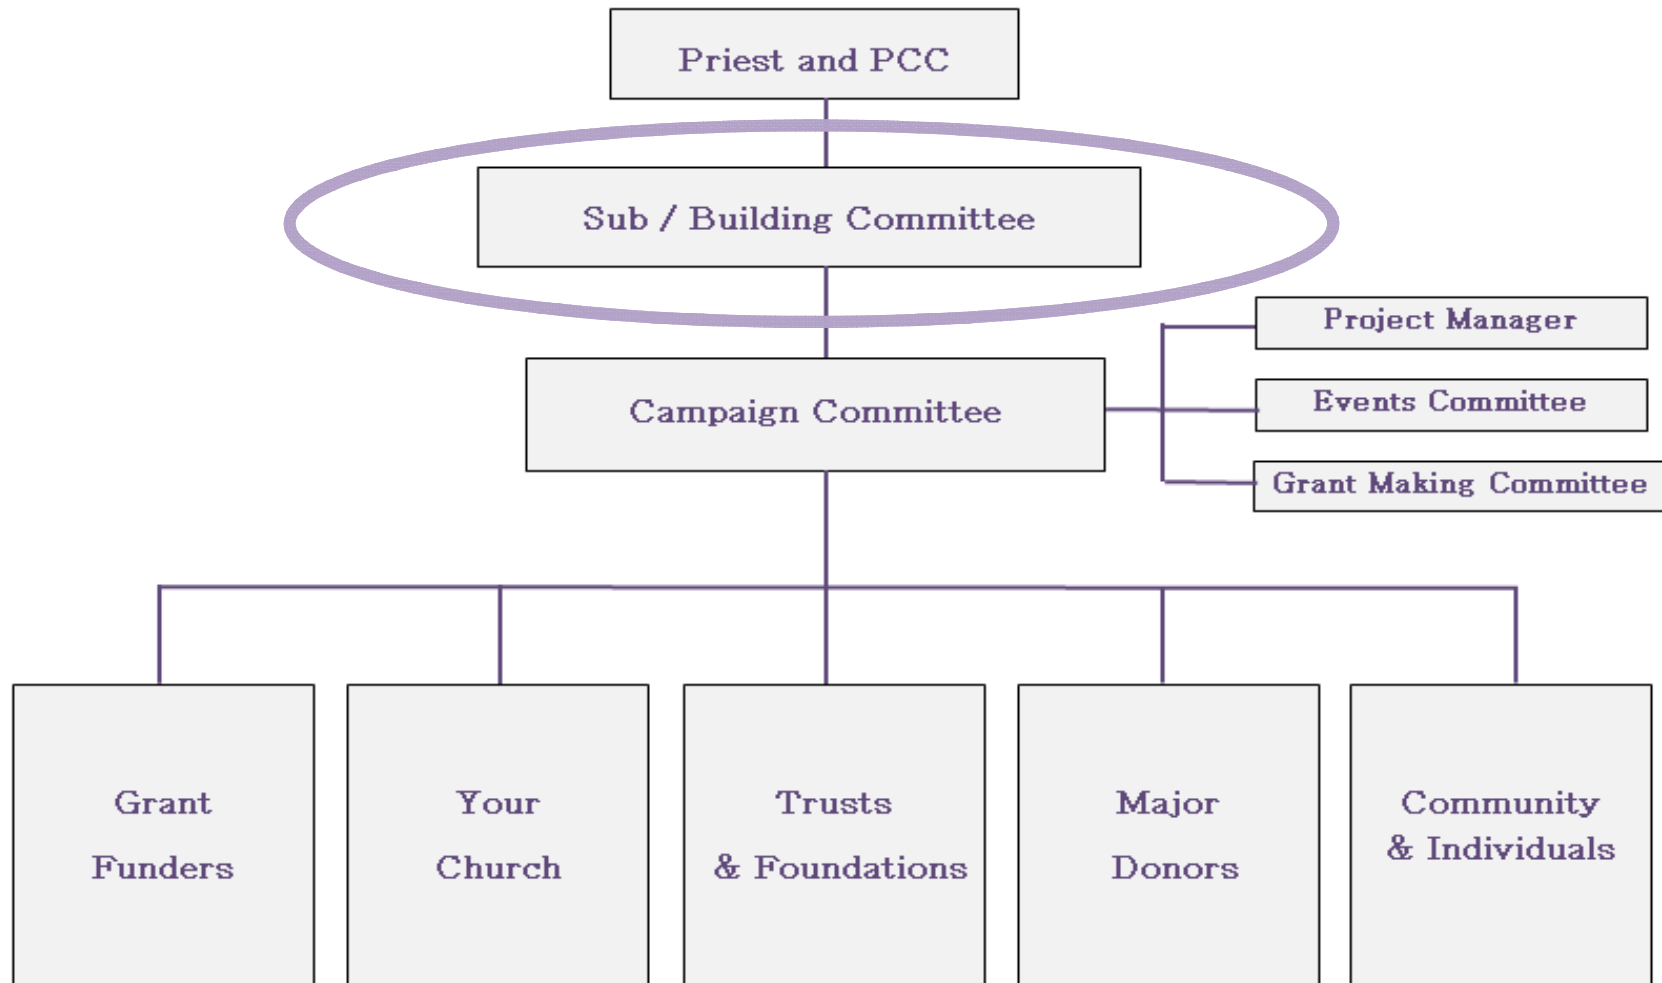 Priest and PCC
Sub / Building Committee
Project Manager
Campaign Committee
Events Committee
Grant Making Committee
Grant
Funders
Your
Church
Trusts
& Foundations
Major
Donors
Community
& Individuals